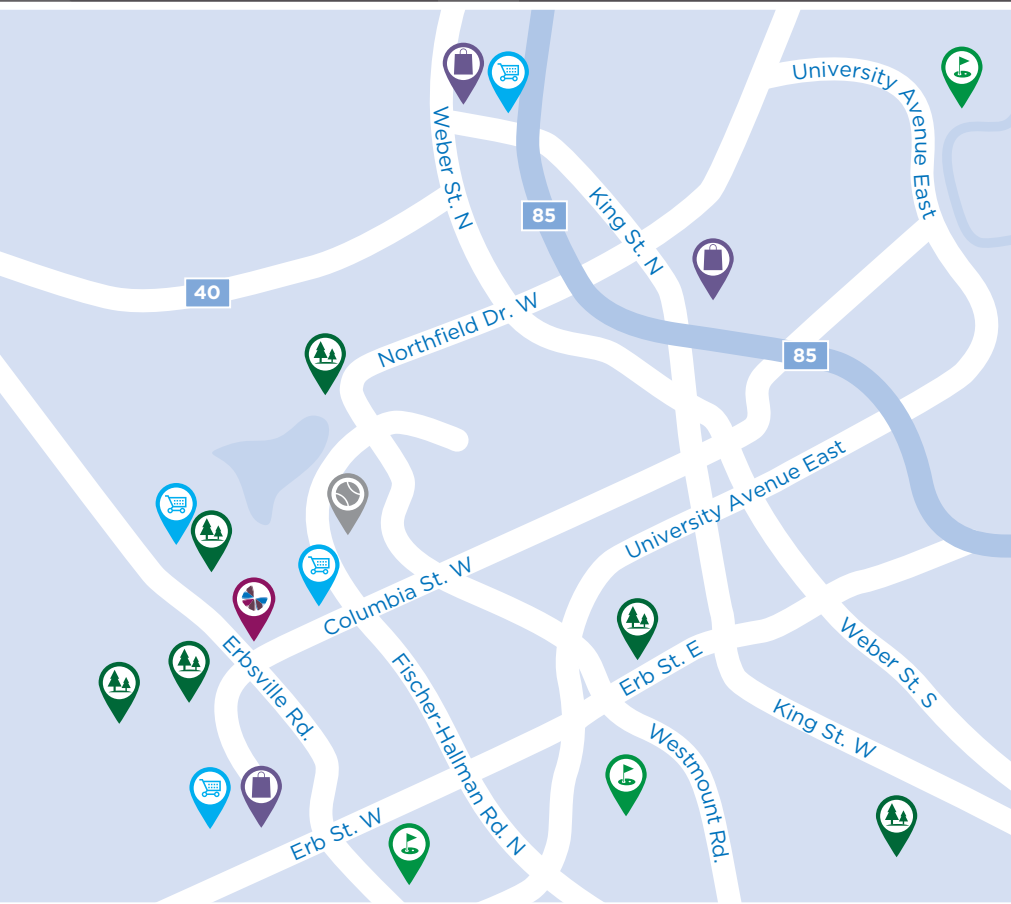 University Avenue East
Weber St. N
King St. N
85
40
Northfield Dr. W
85
University Avenue East
Columbia St. W
Erbsville Rd.
Fischer-Hallman Rd. N
Erb St. E
Weber St. S
King St. W
Westmount Rd.
Erb St. W